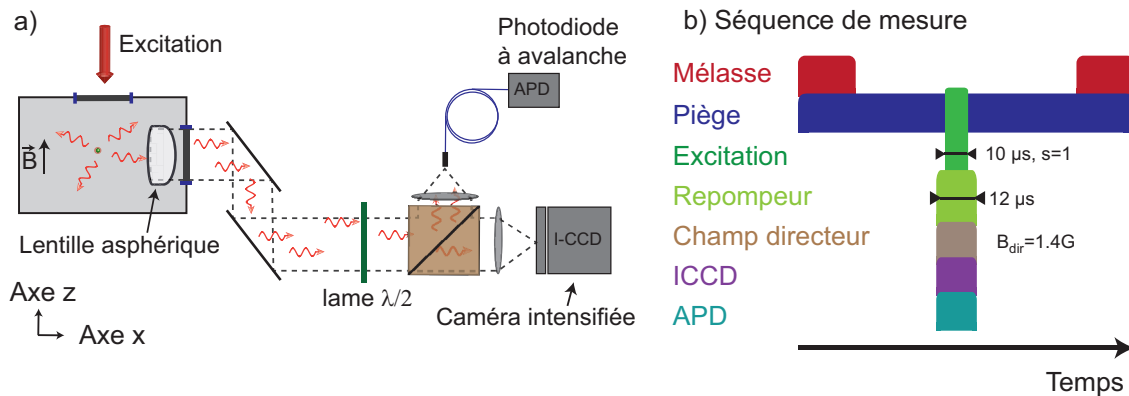 a)
Excitation
Photodiode
à avalanche
APD
B
Lentille asphérique
I-CCD
lame λ/2
Caméra intensifiée
Axe z
Axe x
b) Séquence de mesure
Mélasse
Piège
Excitation
10 µs, s=1
Repompeur
12 µs
Champ directeur
B_dir=1.4G
ICCD
APD
Temps